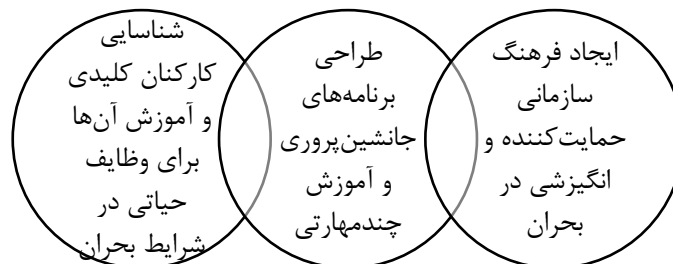 ایجاد فرهنگ
سازمانی
حمایت‌کننده و
انگیزشی در
بحران
طراحی
برنامه‌های
جانشین‌پروری
و آموزش
چندمهارتی
شناسایی
کارکنان کلیدی
و آموزش آن‌ها
برای وظایف
حیاتی در
شرایط بحران